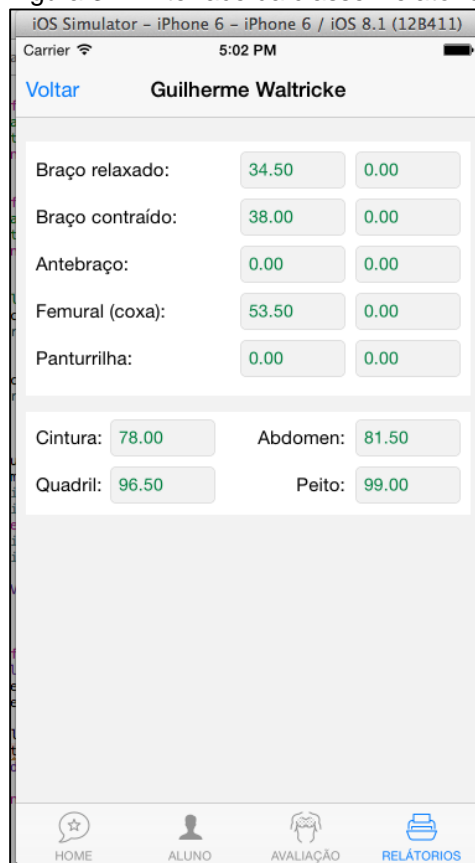 iOS Simulator – iPhone 6 – iPhone 6 / iOS 8.1 (12B411)
Carrier 5:02 PM
Voltar Guilherme Waltricke
Braço relaxado: 34.50 0.00
Braço contraído: 38.00 0.00
Antebraço: 0.00 0.00
Femural (coxa): 53.50 0.00
Panturrilha: 0.00 0.00
Cintura: 78.00 Abdomen: 81.50
Quadril: 96.50 Peito: 99.00
HOME ALUNO AVALIAÇÃO RELÁTORIOS